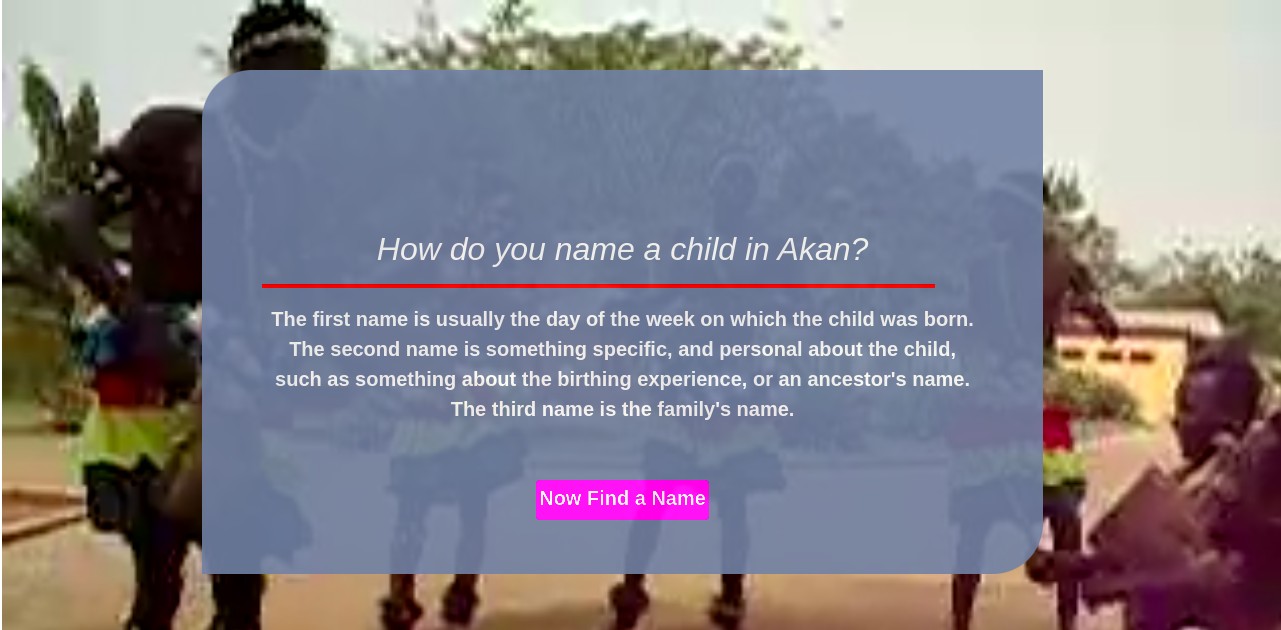 How do you name a child in Akan?
The first name is usually the day of the week on which the child was born.
The second name is something specific, and personal about the child,
such as something about the birthing experience, or an ancestor's name.
The third name is the family's name.
Now Find a Name